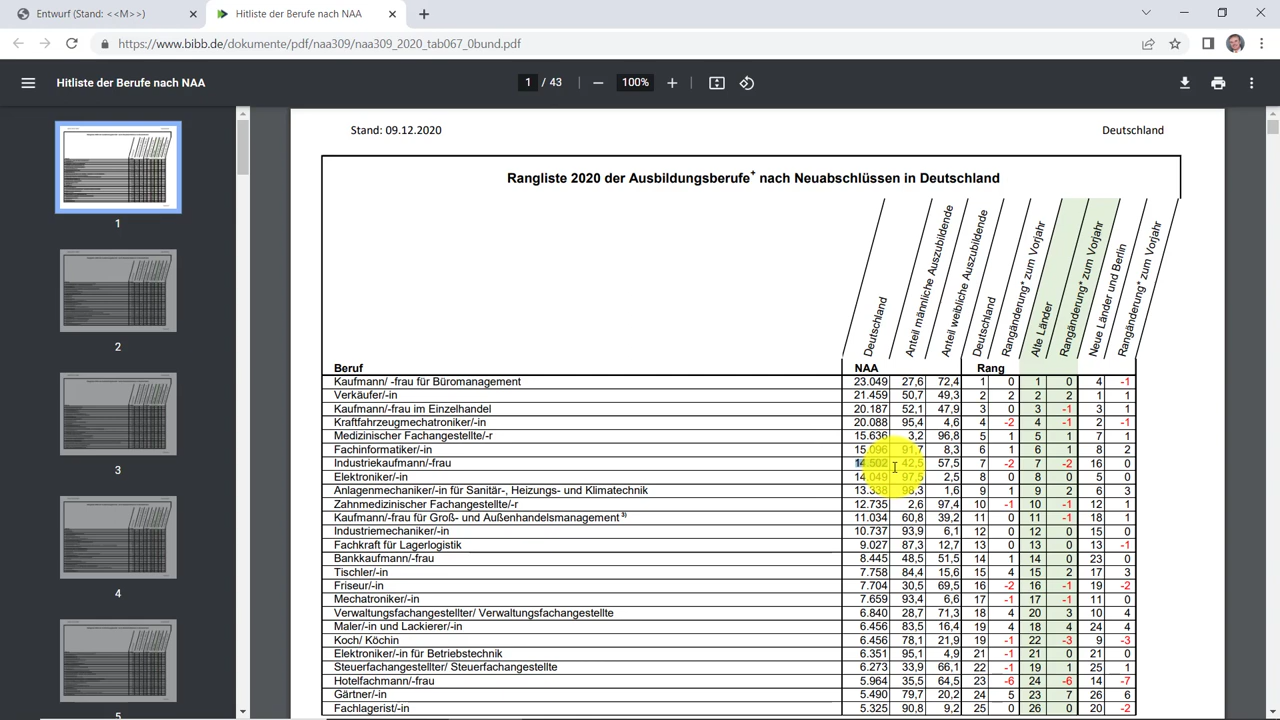 Entwurf (Stand: <<M>>)
Hitliste der Berufe nach NAA
https://www.bibb.de/dokumente/pdf/naa309/naa309_2020_tab067_0bund.pdf
Hitliste der Berufe nach NAA
1 / 43
100%
1
2
3
4
5
Stand: 09.12.2020 Deutschland
Rangliste 2020 der Ausbildungsberufe+ nach Neuabschlüssen in Deutschland
Deutschland
Anteil männliche Auszubildende
Anteil weibliche Auszubildende
Deutschland
Rangänderung* zum Vorjahr
Alte Länder
Rangänderung* zum Vorjahr
Neue Länder und Berlin
Rangänderung* zum Vorjahr
Beruf NAA Rang
Kaufmann/ -frau für Büromanagement 23.049 27,6 72,4 1 0 1 0 4 -1
Verkäufer/-in 21.459 50,7 49,3 2 2 2 2 1 1
Kaufmann/-frau im Einzelhandel 20.187 52,1 47,9 3 0 3 -1 3 1
Kraftfahrzeugmechatroniker/-in 20.088 95,4 4,6 4 -2 4 -1 2 -1
Medizinischer Fachangestellte/-r 15.636 3,2 96,8 5 1 5 1 7 1
Fachinformatiker/-in 15.096 91,7 8,3 6 1 6 1 8 2
Industriekaufmann/-frau 14.502 42,5 57,5 7 -2 7 -2 16 0
Elektroniker/-in 14.049 97,5 2,5 8 0 8 0 5 0
Anlagenmechaniker/-in für Sanitär-, Heizungs- und Klimatechnik 13.338 98,3 1,6 9 1 9 2 6 3
Zahnmedizinischer Fachangestellte/-r 12.735 2,6 97,4 10 -1 10 -1 12 1
Kaufmann/-frau für Groß- und Außenhandelsmanagement 3) 11.034 60,8 39,2 11 0 11 -1 18 1
Industriemechaniker/-in 10.737 93,9 6,1 12 0 12 0 15 0
Fachkraft für Lagerlogistik 9.027 87,3 12,7 13 0 13 0 13 -1
Bankkaufmann/-frau 8.445 48,5 51,5 14 1 14 0 23 0
Tischler/-in 7.758 84,4 15,6 15 4 15 2 17 3
Friseur/-in 7.704 30,5 69,5 16 -2 16 -1 19 -2
Mechatroniker/-in 7.659 93,4 6,6 17 -1 17 -1 11 0
Verwaltungsfachangestellter/ Verwaltungsfachangestellte 6.840 28,7 71,3 18 4 20 3 10 4
Maler/-in und Lackierer/-in 6.456 83,5 16,4 19 4 18 4 24 4
Koch/ Köchin 6.456 78,1 21,9 19 -1 22 -3 9 -3
Elektroniker/-in für Betriebstechnik 6.351 95,1 4,9 21 -1 21 0 21 0
Steuerfachangestellter/ Steuerfachangestellte 6.273 33,9 66,1 22 -1 19 1 25 1
Hotelfachmann/-frau 5.964 35,5 64,5 23 -6 24 -6 14 -7
Gärtner/-in 5.490 79,7 20,2 24 5 23 7 26 6
Fachlagerist/-in 5.325 90,8 9,2 25 0 26 0 20 -2